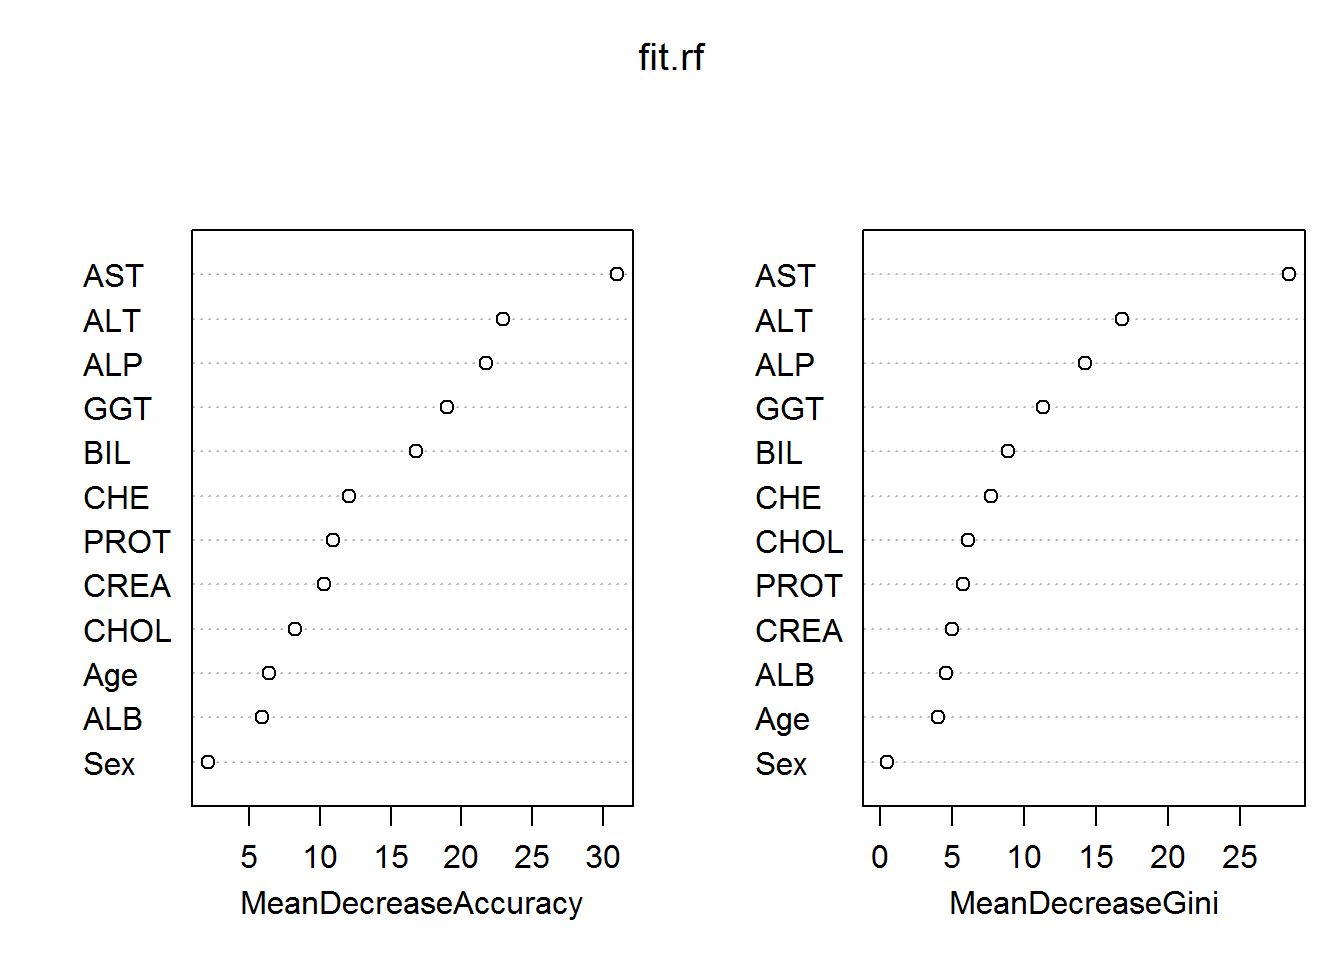 fit.rf
AST
ALT
ALP
GGT
BIL
CHE
PROT
CREA
CHOL
Age
ALB
Sex
5 10 15 20 25 30
MeanDecreaseAccuracy
AST
ALT
ALP
GGT
BIL
CHE
CHOL
PROT
CREA
ALB
Age
Sex
0 5 10 15 20 25
MeanDecreaseGini